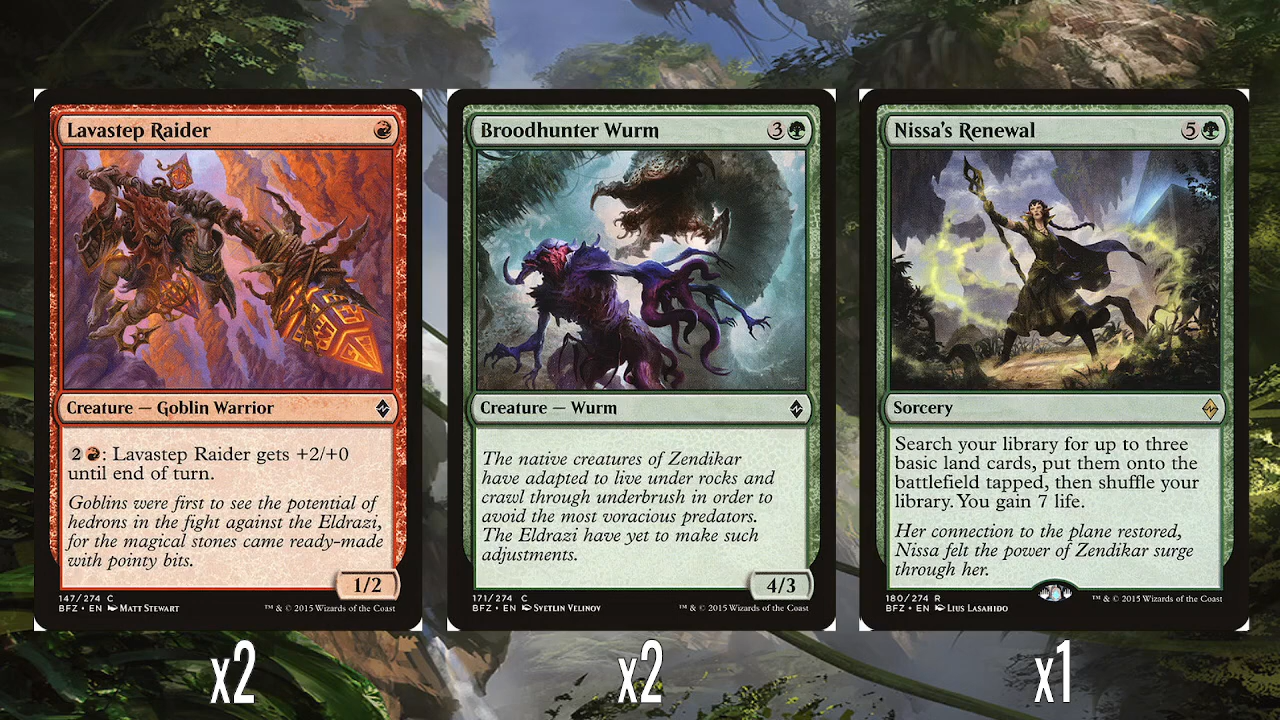 Lavastep Raider
Creature — Goblin Warrior
2: Lavastep Raider gets +2/+0
until end of turn.
Goblins were first to see the potential of
hedrons in the fight against the Eldrazi,
for the magical stones came ready-made
with pointy bits.
1/2
147/274 C
BFZ • EN Matt Stewart
™ & © 2015 Wizards of the Coast
x2
Broodhunter Wurm
3
Creature — Wurm
The native creatures of Zendikar
have adapted to live under rocks and
crawl through underbrush in order to
avoid the most voracious predators.
The Eldrazi have yet to make such
adjustments.
4/3
171/274 C
BFZ • EN Svetlin Velinov
™ & © 2015 Wizards of the Coast
x2
Nissa's Renewal
5
Sorcery
Search your library for up to three
basic land cards, put them onto the
battlefield tapped, then shuffle your
library. You gain 7 life.
Her connection to the plane restored,
Nissa felt the power of Zendikar surge
through her.
180/274 R
BFZ • EN Lius Lasahido
™ & © 2015 Wizards of the Coast
x1